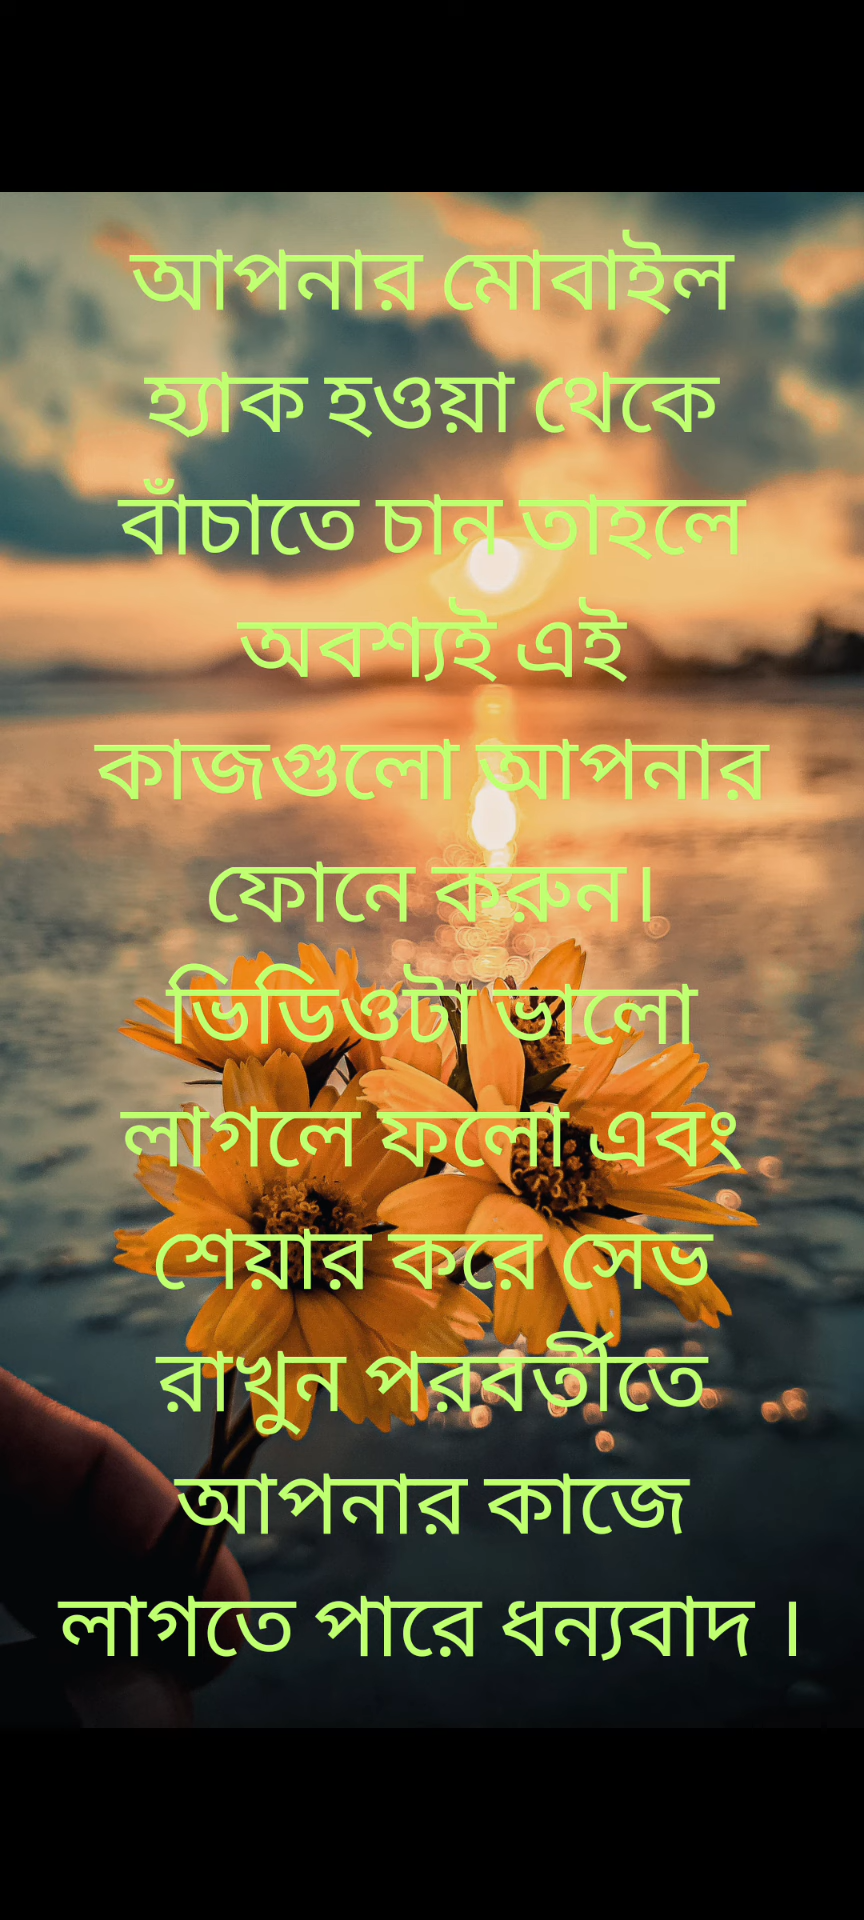 আপনার মোবাইল
হ্যাক হওয়া থেকে
বাঁচাতে চান তাহলে
অবশ্যই এই
কাজগুলো আপনার
ফোনে করুন।
ভিডিওটা ভালো
লাগলে ফলো এবং
শেয়ার করে সেভ
রাখুন পরবর্তীতে
আপনার কাজে
লাগতে পারে ধন্যবাদ ।